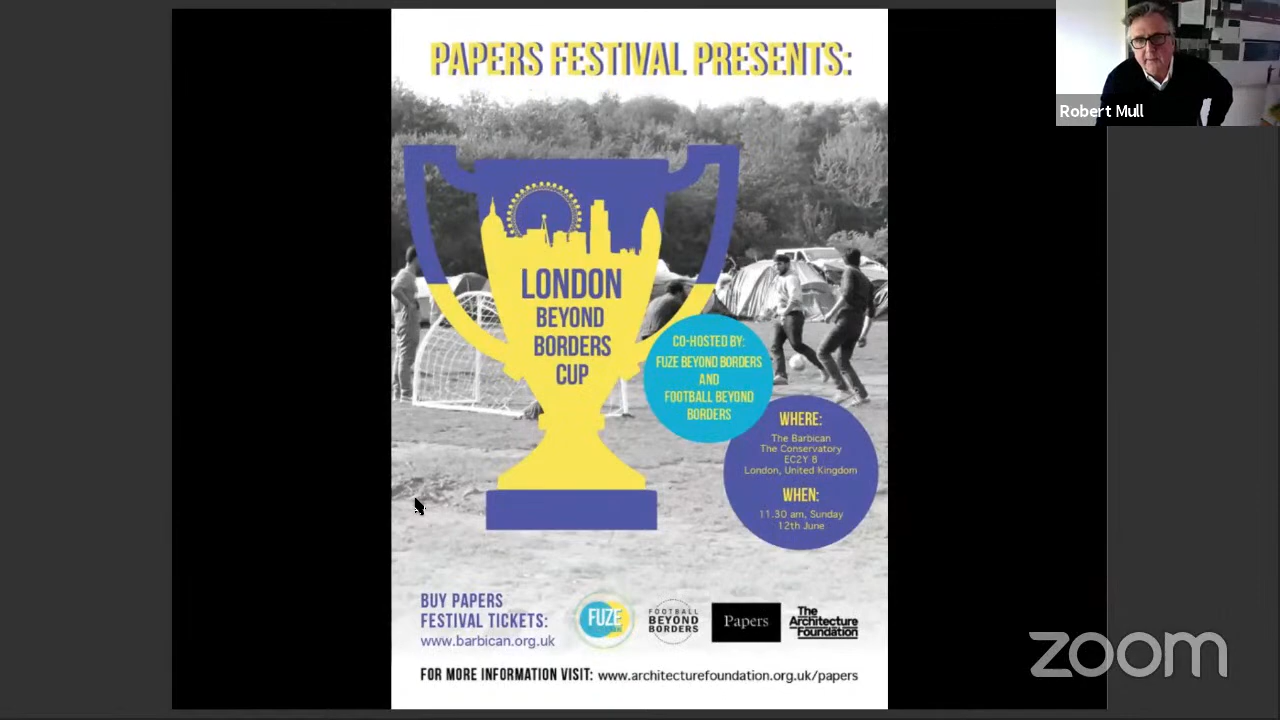 PAPERS FESTIVAL PRESENTS:
Robert Mull
LONDON
BEYOND
BORDERS
CUP
CO-HOSTED BY:
FUZE BEYOND BORDERS
AND
FOOTBALL BEYOND
BORDERS
WHERE:
The Barbican
The Conservatory
EC2Y 8
London, United Kingdom
WHEN:
11.30 am, Sunday
12th June
BUY PAPERS
FESTIVAL TICKETS:
www.barbican.org.uk
FUZE
FOOTBALL
BEYOND
BORDERS
Papers
The
Architecture
Foundation
FOR MORE INFORMATION VISIT: www.architecturefoundation.org.uk/papers
zoom